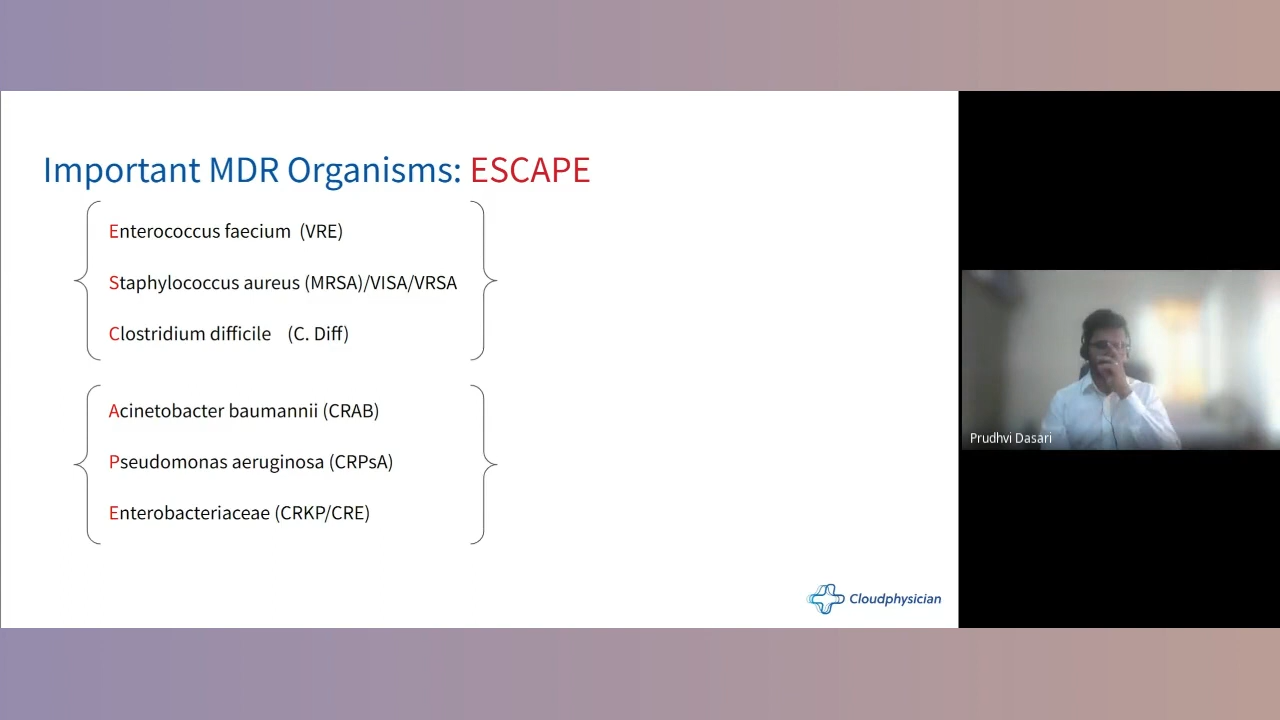 Important MDR Organisms: ESCAPE
Enterococcus faecium (VRE)
Staphylococcus aureus (MRSA)/VISA/VRSA
Clostridium difficile (C. Diff)
Acinetobacter baumannii (CRAB)
Pseudomonas aeruginosa (CRPsA)
Enterobacteriaceae (CRKP/CRE)
Cloudphysician
Prudhvi Dasari